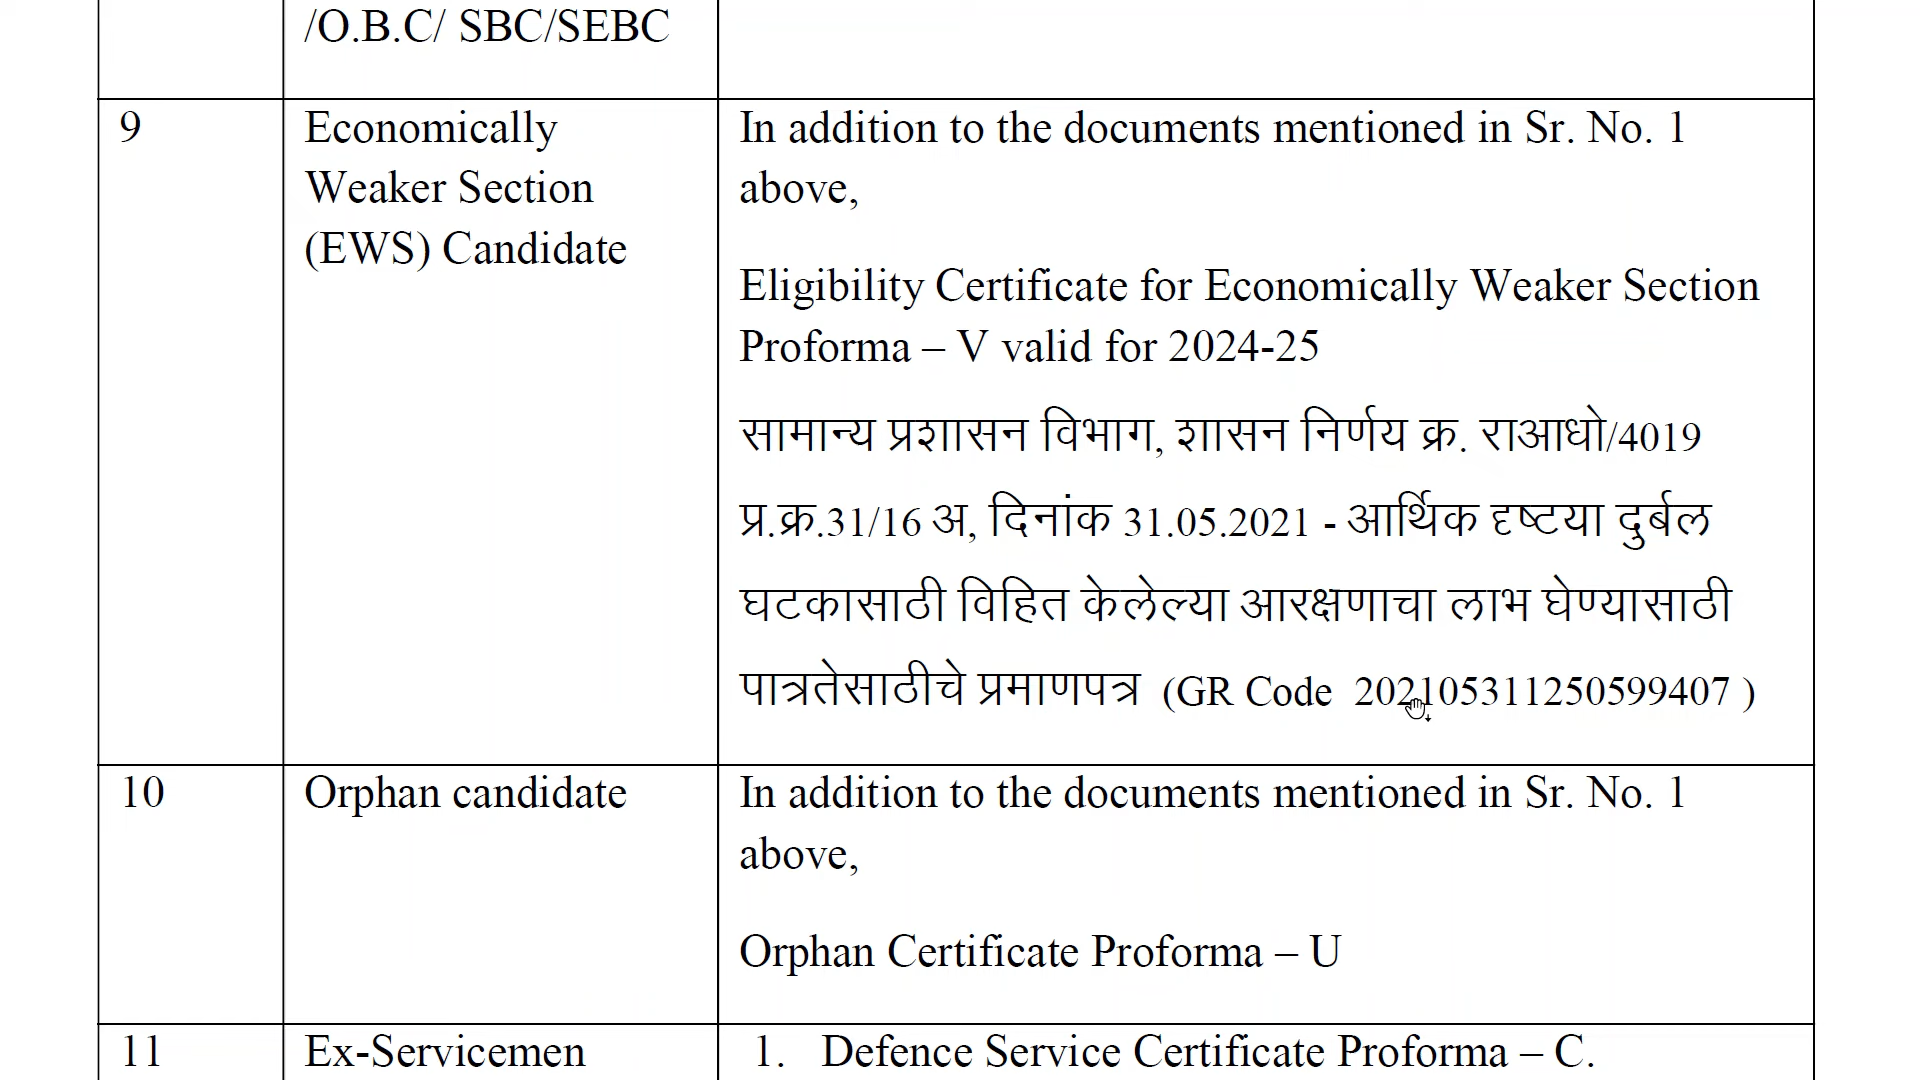 /O.B.C/ SBC/SEBC
9
Economically
Weaker Section
(EWS) Candidate
In addition to the documents mentioned in Sr. No. 1
above,
Eligibility Certificate for Economically Weaker Section
Proforma – V valid for 2024-25
सामान्य प्रशासन विभाग, शासन निर्णय क्र. राआधो/4019
प्र.क्र.31/16 अ, दिनांक 31.05.2021 - आर्थिक दृष्टया दुर्बल
घटकासाठी विहित केलेल्या आरक्षणाचा लाभ घेण्यासाठी
पात्रतेसाठीचे प्रमाणपत्र (GR Code 202105311250599407 )
10
Orphan candidate
In addition to the documents mentioned in Sr. No. 1
above,
Orphan Certificate Proforma – U
11
Ex-Servicemen
1. Defence Service Certificate Proforma – C.